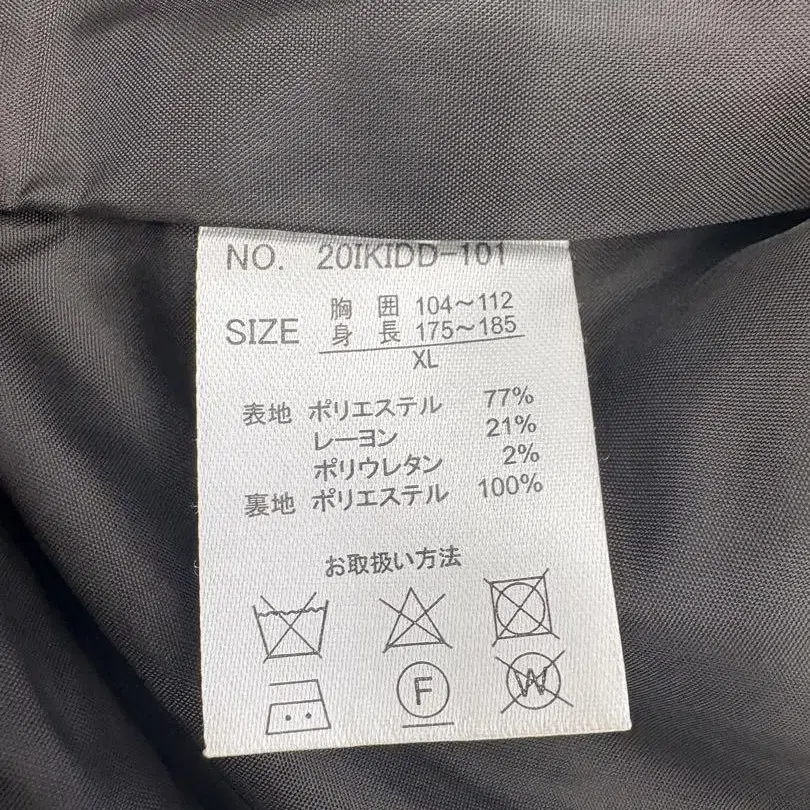 NO. 20IKIDD-101
胸囲 104～112
SIZE 身長 175～185
XL
表地 ポリエステル 77%
レーヨン 21%
ポリウレタン 2%
裏地 ポリエステル 100%
お取扱い方法
F W